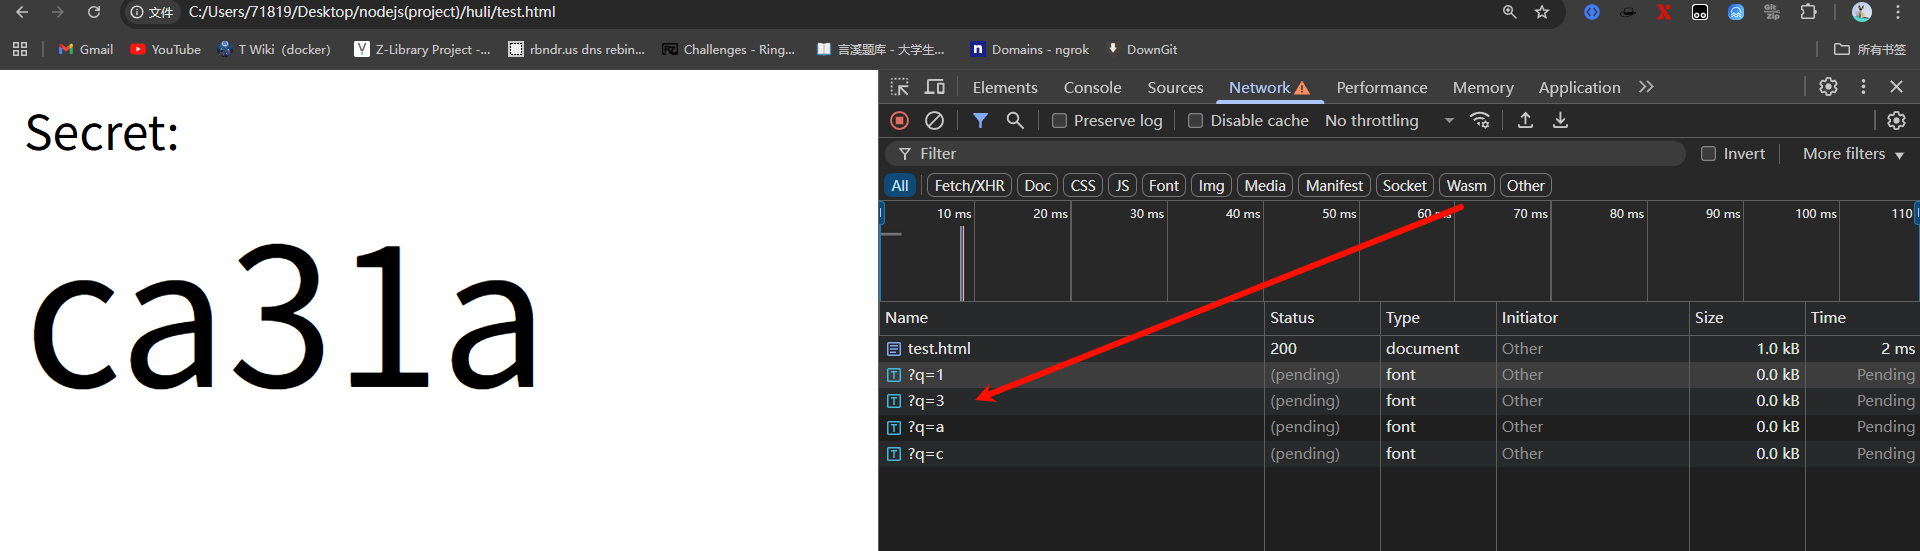 文件 C:/Users/71819/Desktop/nodejs(project)/huli/test.html
Gmail YouTube T Wiki（docker） Z-Library Project -... rbndr.us dns rebin... Challenges - Ring... 言溪题库 - 大学生... Domains - ngrok DownGit 所有书签
Secret:
ca31a
Elements Console Sources Network Performance Memory Application
Preserve log Disable cache No throttling
Filter Invert More filters
All Fetch/XHR Doc CSS JS Font Img Media Manifest Socket Wasm Other
10 ms 20 ms 30 ms 40 ms 50 ms 60 ms 70 ms 80 ms 90 ms 100 ms 110
Name Status Type Initiator Size Time
test.html 200 document Other 1.0 kB 2 ms
?q=1 (pending) font Other 0.0 kB Pending
?q=3 (pending) font Other 0.0 kB Pending
?q=a (pending) font Other 0.0 kB Pending
?q=c (pending) font Other 0.0 kB Pending